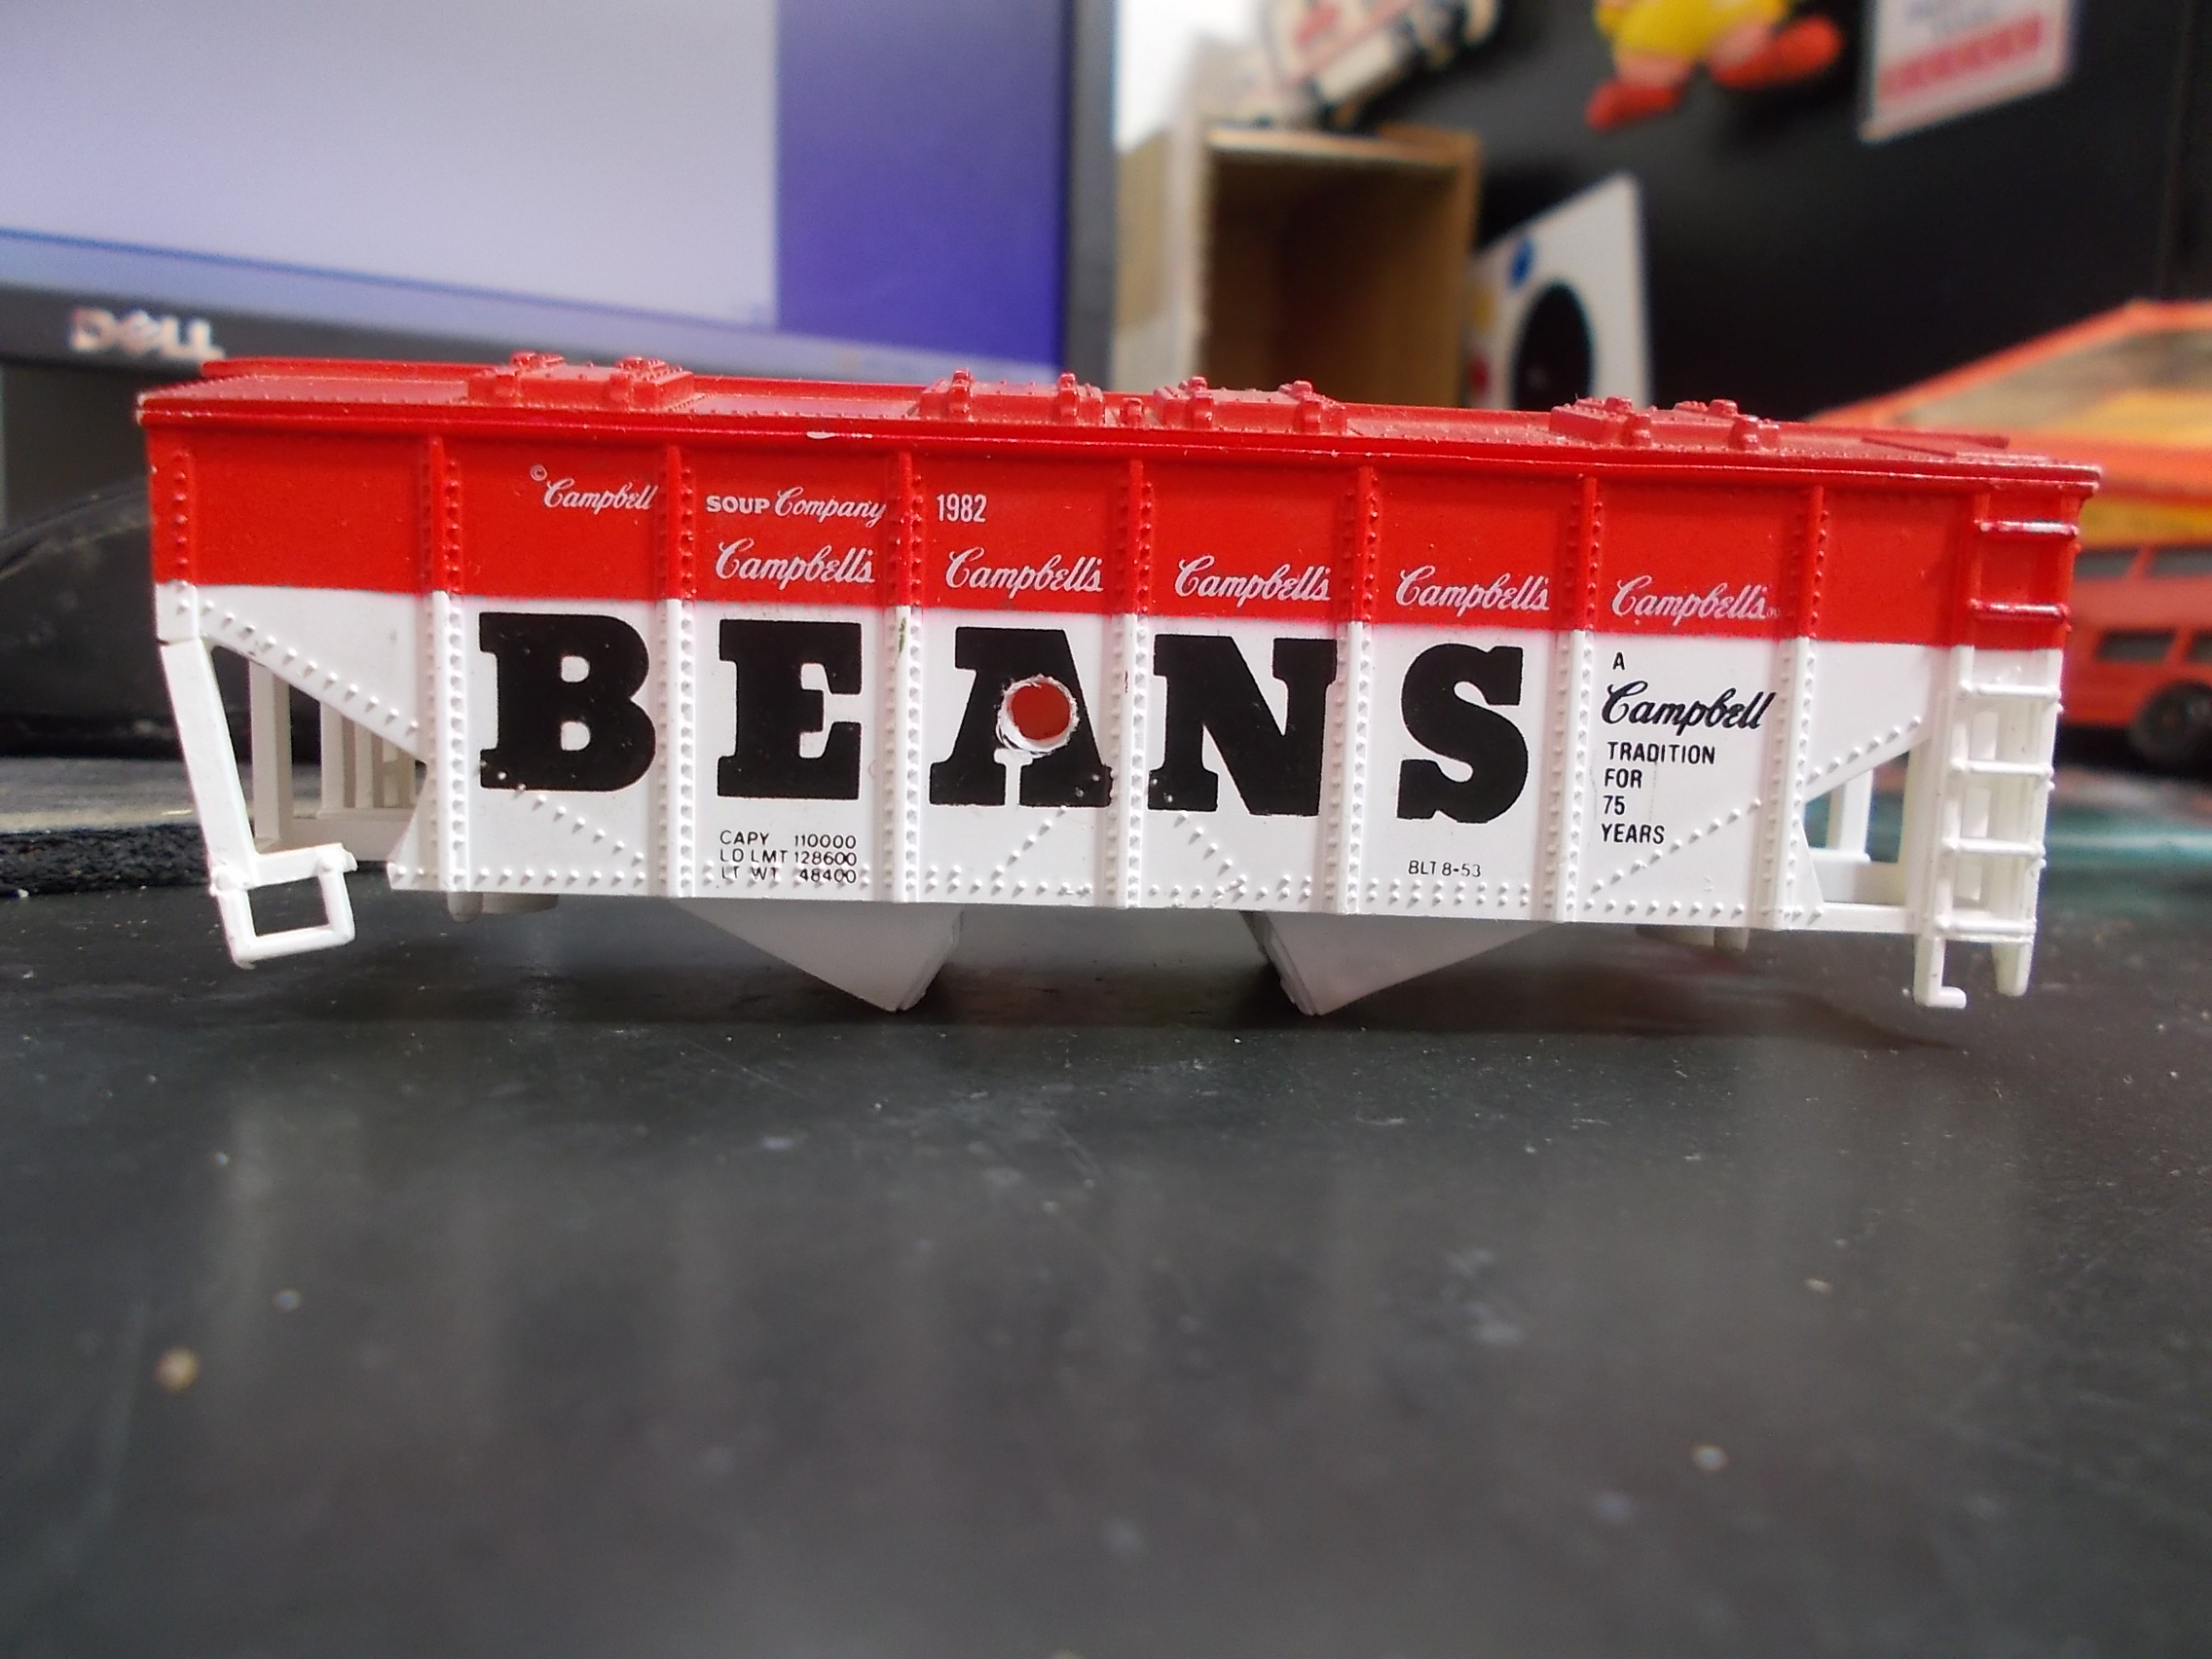 DELL
©Campbell SOUP Company 1982
Campbell's Campbell's Campbell's Campbell's Campbell's®
BEANS
A
Campbell
TRADITION
FOR
75
YEARS
CAPY 110000
LD LMT 128600
LT WT 48400
BLT 8-53